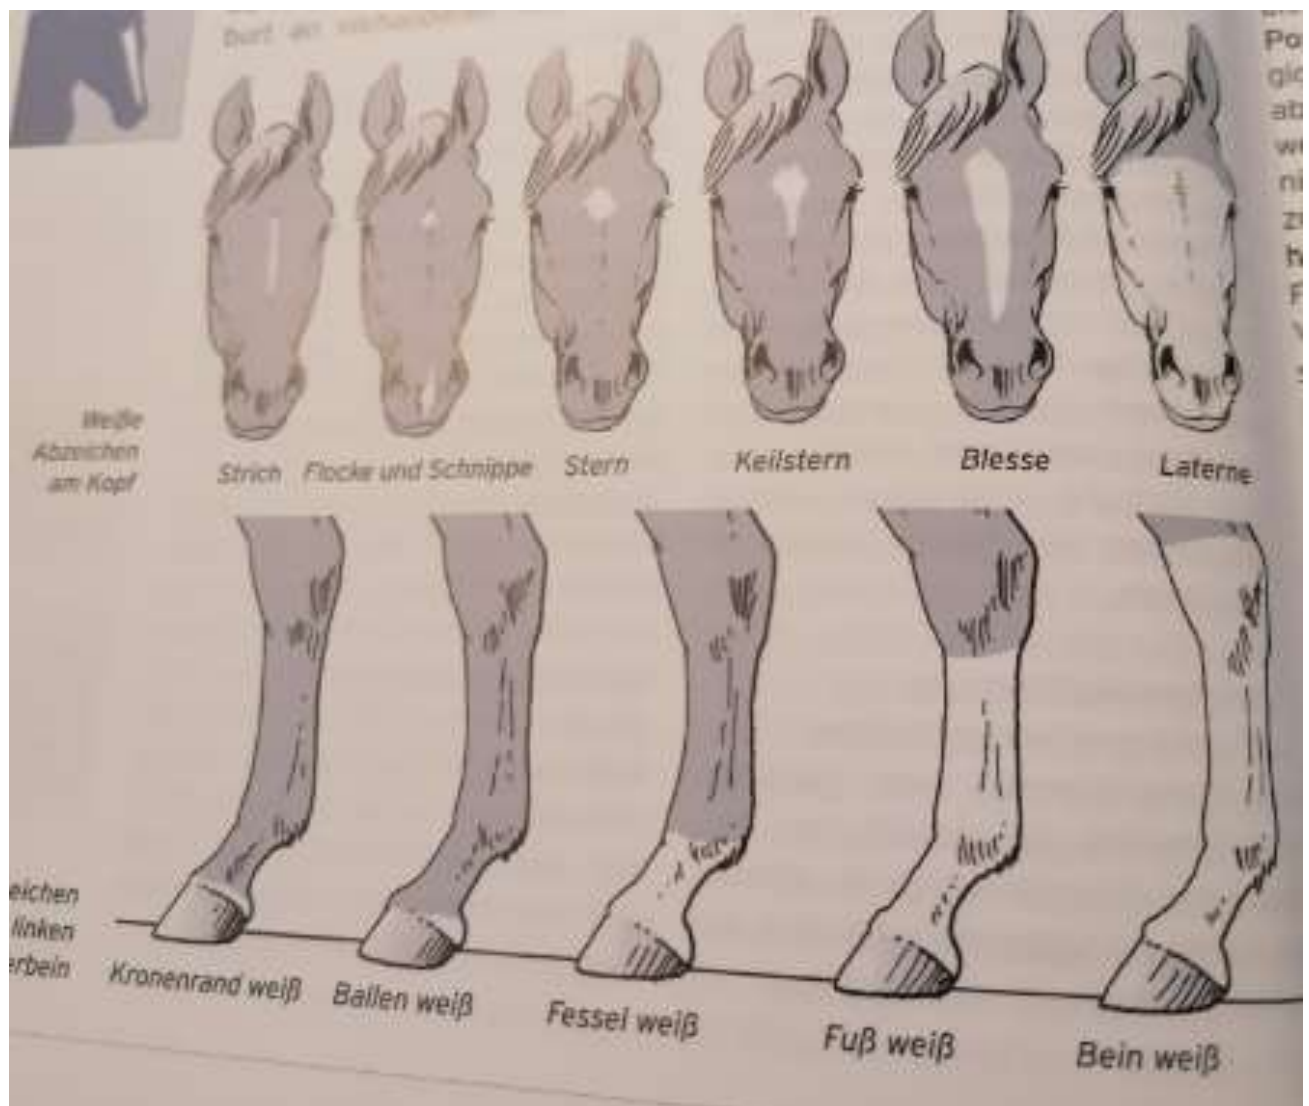 Weiße
Abzeichen
am Kopf
Strich
Flocke und Schnippe
Stern
Keilstern
Blesse
Laterne
eichen
linken
erbein
Kronenrand weiß
Ballen weiß
Fessel weiß
Fuß weiß
Bein weiß